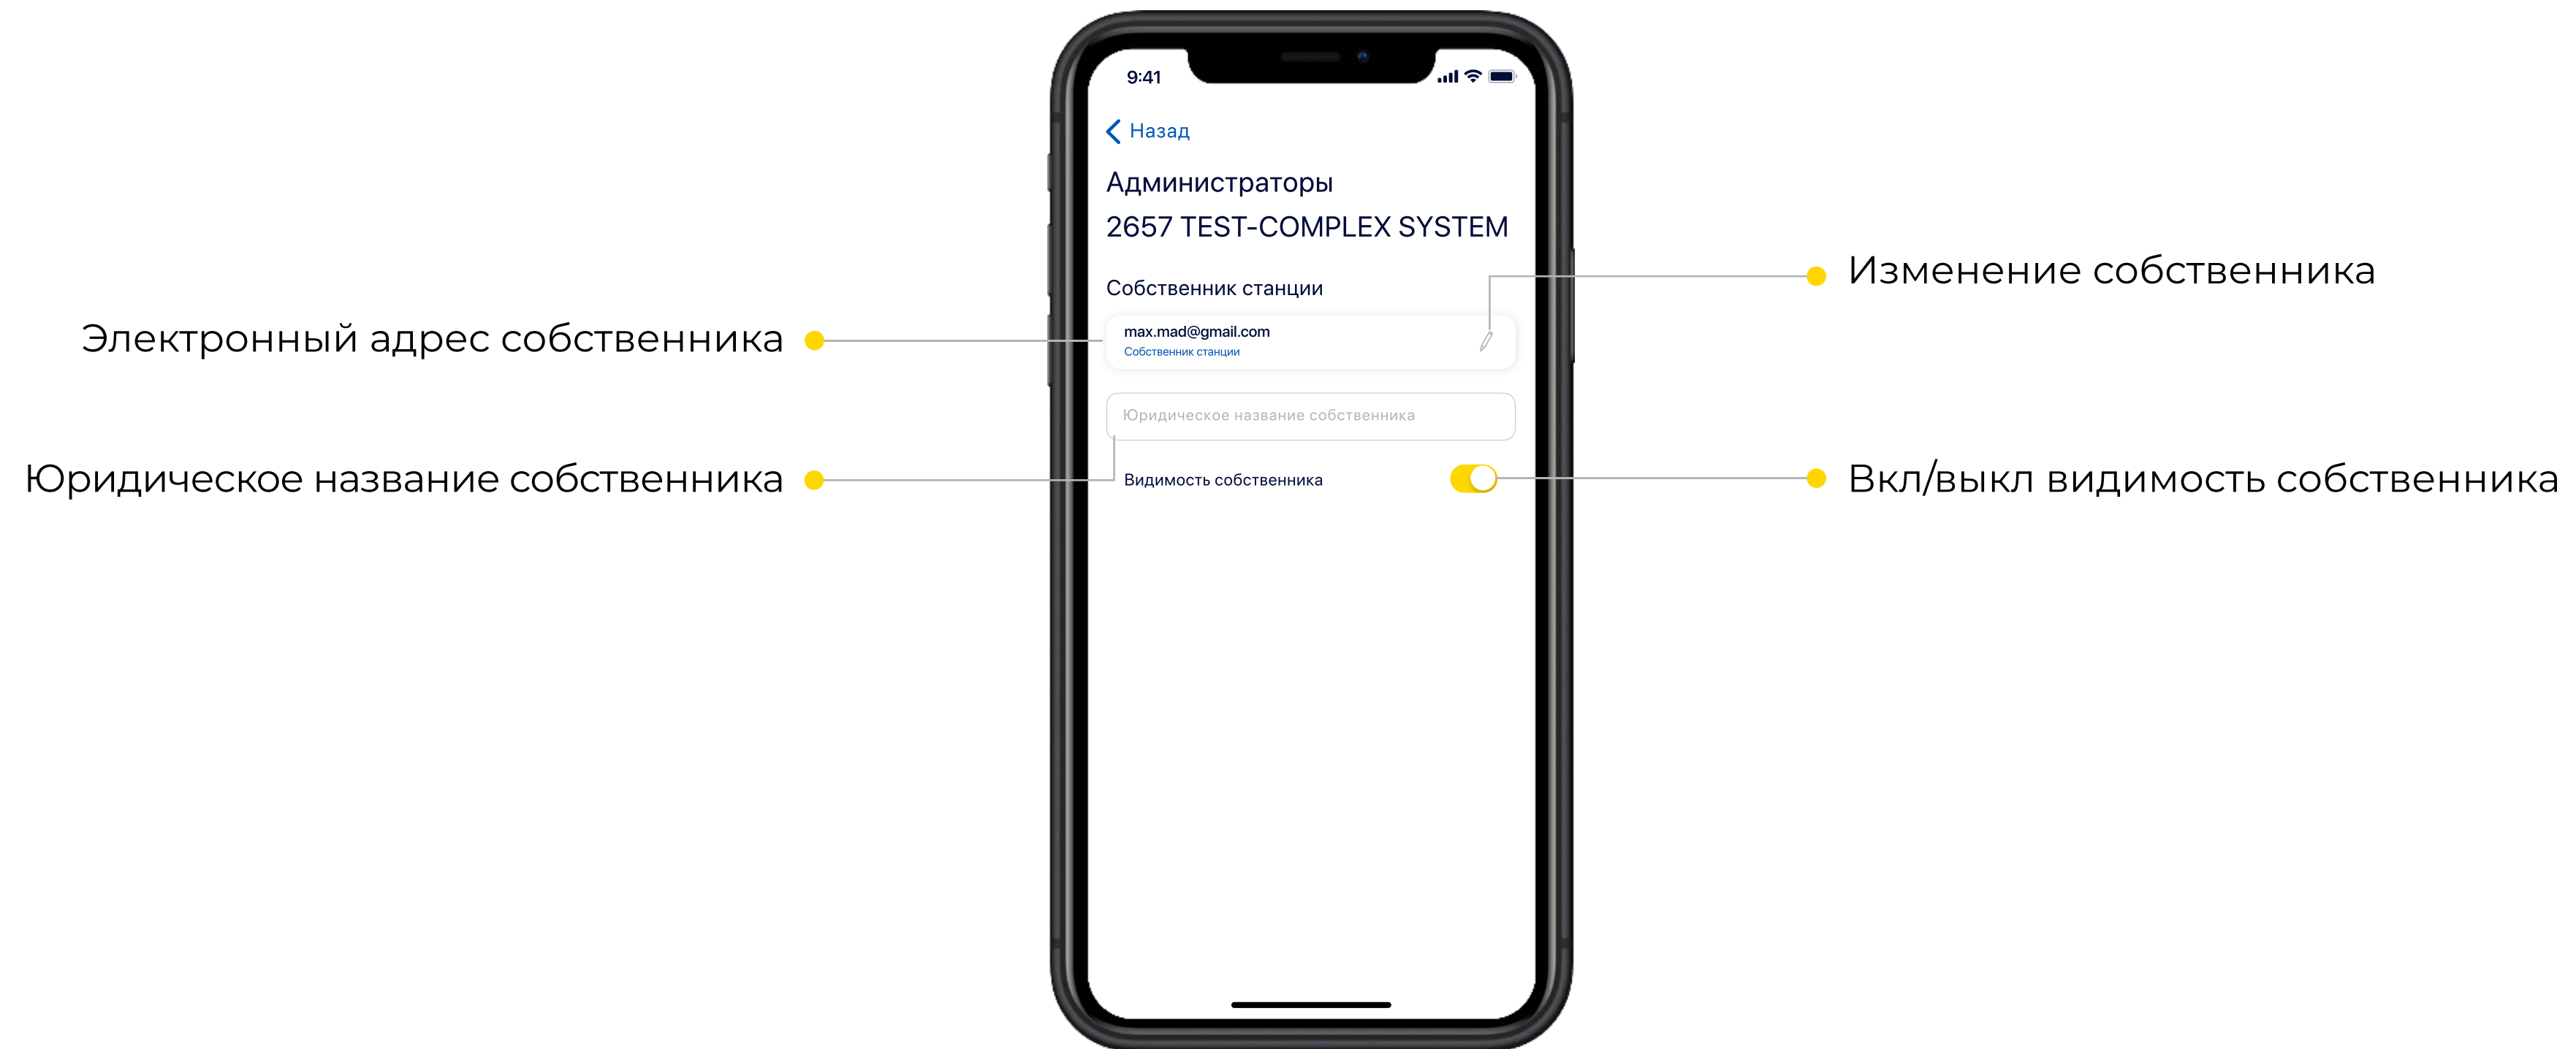 9:41
Назад
Администраторы
2657 TEST-COMPLEX SYSTEM
Изменение собственника
Собственник станции
Электронный адрес собственника
max.mad@gmail.com
Собственник станции
Юридическое название собственника
Юридическое название собственника
Видимость собственника
Вкл/выкл видимость собственника